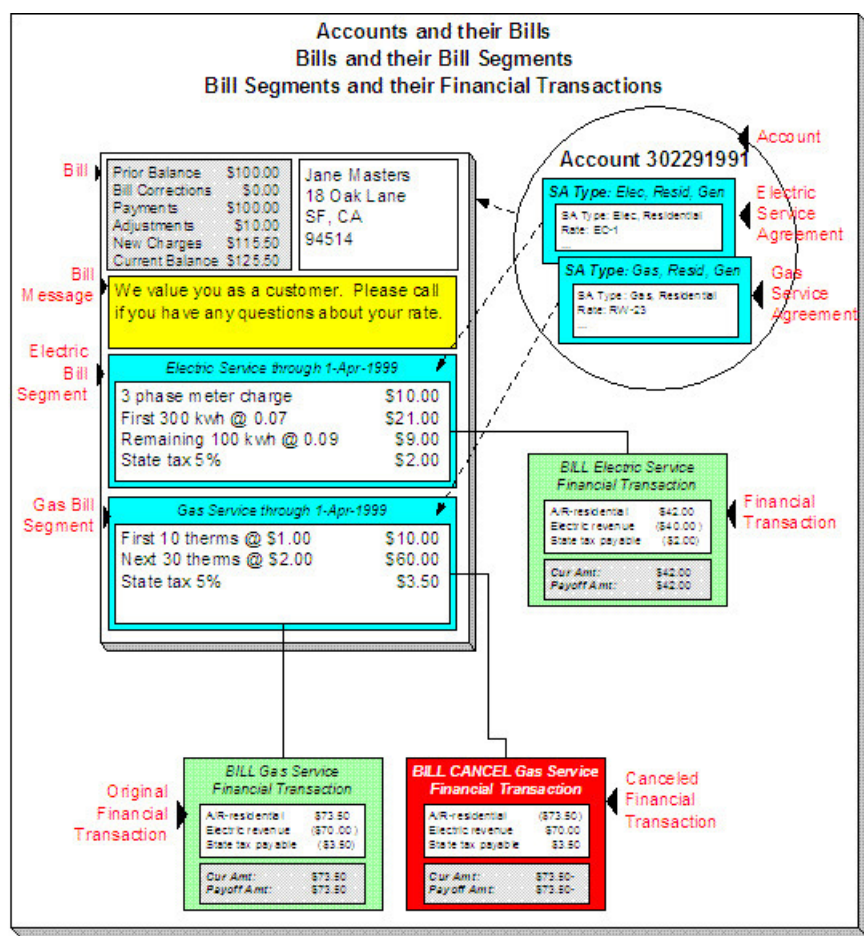 Accounts and their Bills
Bills and their Bill Segments
Bill Segments and their Financial Transactions
Account
Account 302291991
SA Type: Elec, Resid, Gen
SA Type: Elec, Residential
Rate: EC-1
...
Electric
Service
Agreement
SA Type: Gas, Resid, Gen
SA Type: Gas, Residential
Rate: RW-23
...
Gas
Service
Agreement
Bill
Prior Balance $100.00
Bill Corrections $0.00
Payments $100.00
Adjustments $10.00
New Charges $115.50
Current Balance $125.50
Jane Masters
18 Oak Lane
SF, CA
94514
Bill
Message
We value you as a customer. Please call
if you have any questions about your rate.
Electric
Bill
Segment
Electric Service through 1-Apr-1999
3 phase meter charge $10.00
First 300 kwh @ 0.07 $21.00
Remaining 100 kwh @ 0.09 $9.00
State tax 5% $2.00
Gas Bill
Segment
Gas Service through 1-Apr-1999
First 10 therms @ $1.00 $10.00
Next 30 therms @ $2.00 $60.00
State tax 5% $3.50
BILL Electric Service
Financial Transaction
A/R-residential $42.00
Electric revenue ($40.00)
State tax payable ($2.00)
Cur Amt: $42.00
Payoff Amt: $42.00
Financial
Transaction
Original
Financial
Transaction
BILL Gas Service
Financial Transaction
A/R-residential $73.50
Electric revenue ($70.00)
State tax payable ($3.50)
Cur Amt: $73.50
Payoff Amt: $73.50
BILL CANCEL Gas Service
Financial Transaction
A/R-residential ($73.50)
Electric revenue $70.00
State tax payable $3.50
Cur Amt: $73.50-
Payoff Amt: $73.50-
Canceled
Financial
Transaction